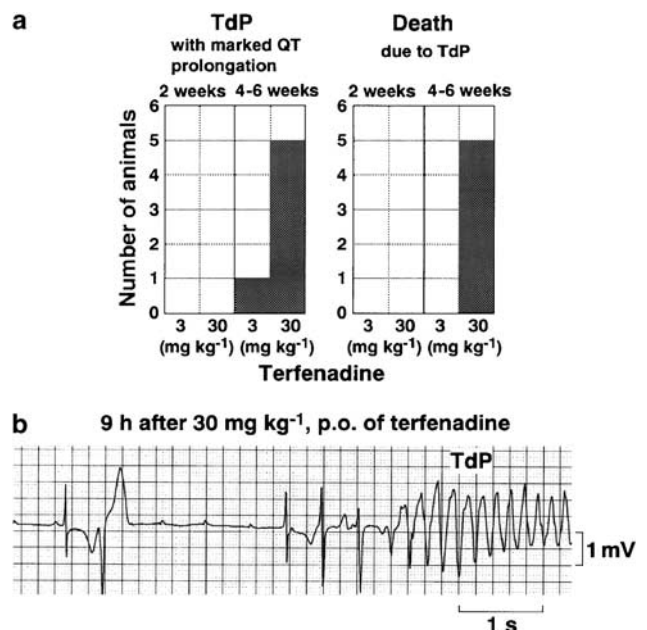 a
TdP
with marked QT
prolongation
2 weeks 4-6 weeks
Death
due to TdP
2 weeks 4-6 weeks
Number of animals
6
5
4
3
2
1
0
6
5
4
3
2
1
0
3 30 3 30
(mg kg⁻¹) (mg kg⁻¹)
3 30 3 30
(mg kg⁻¹) (mg kg⁻¹)
Terfenadine
b 9 h after 30 mg kg⁻¹, p.o. of terfenadine
TdP
1 mV
1 s